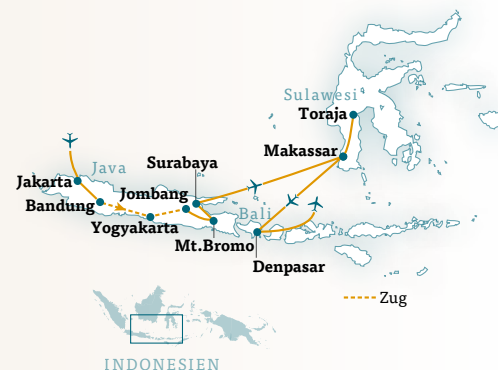 Sulawesi
Toraja
Makassar
Surabaya
Java
Jakarta
Jombang
Bandung
Bali
Yogyakarta
Mt.Bromo
Denpasar
Zug
INDONESIEN